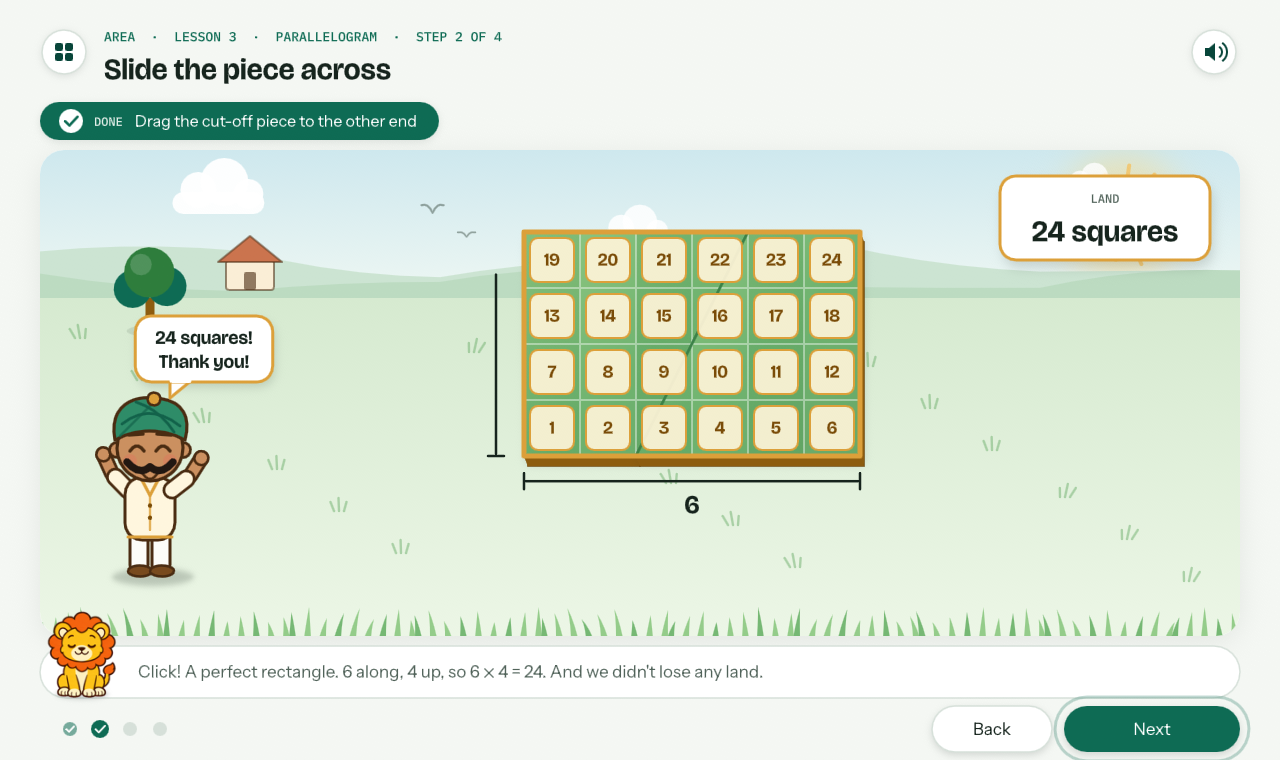 AREA · LESSON 3 · PARALLELOGRAM · STEP 2 OF 4
Slide the piece across
DONE Drag the cut-off piece to the other end
LAND
24 squares
24 squares!
Thank you!
19 20 21 22 23 24
13 14 15 16 17 18
7 8 9 10 11 12
1 2 3 4 5 6
6
Click! A perfect rectangle. 6 along, 4 up, so 6 × 4 = 24. And we didn't lose any land.
Back Next